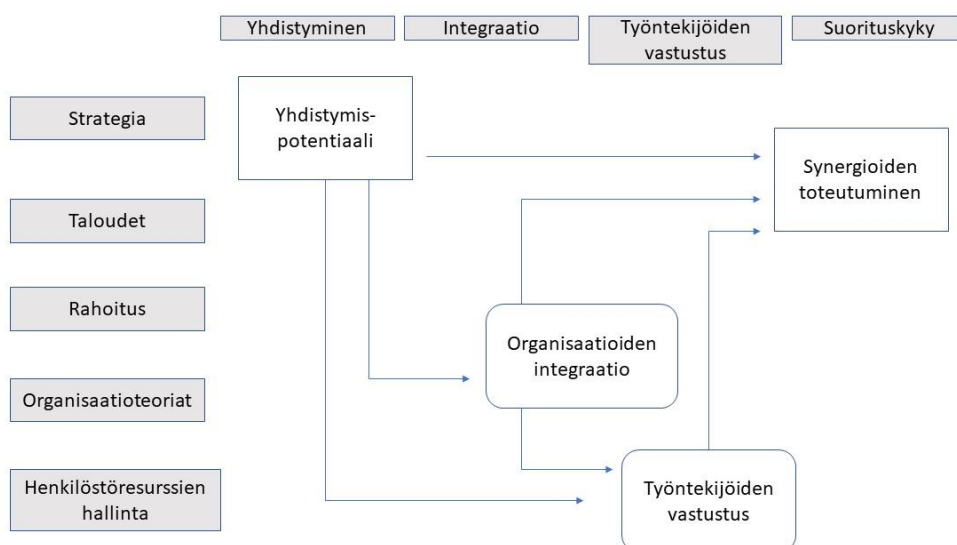 Yhdistyminen
Integraatio
Työntekijöiden
vastustus
Suorituskyky
Strategia
Yhdistymis-
potentiaali
Synergioiden
toteutuminen
Taloudet
Rahoitus
Organisaatioiden
integraatio
Organisaatioteoriat
Henkilöstöresurssien
hallinta
Työntekijöiden
vastustus